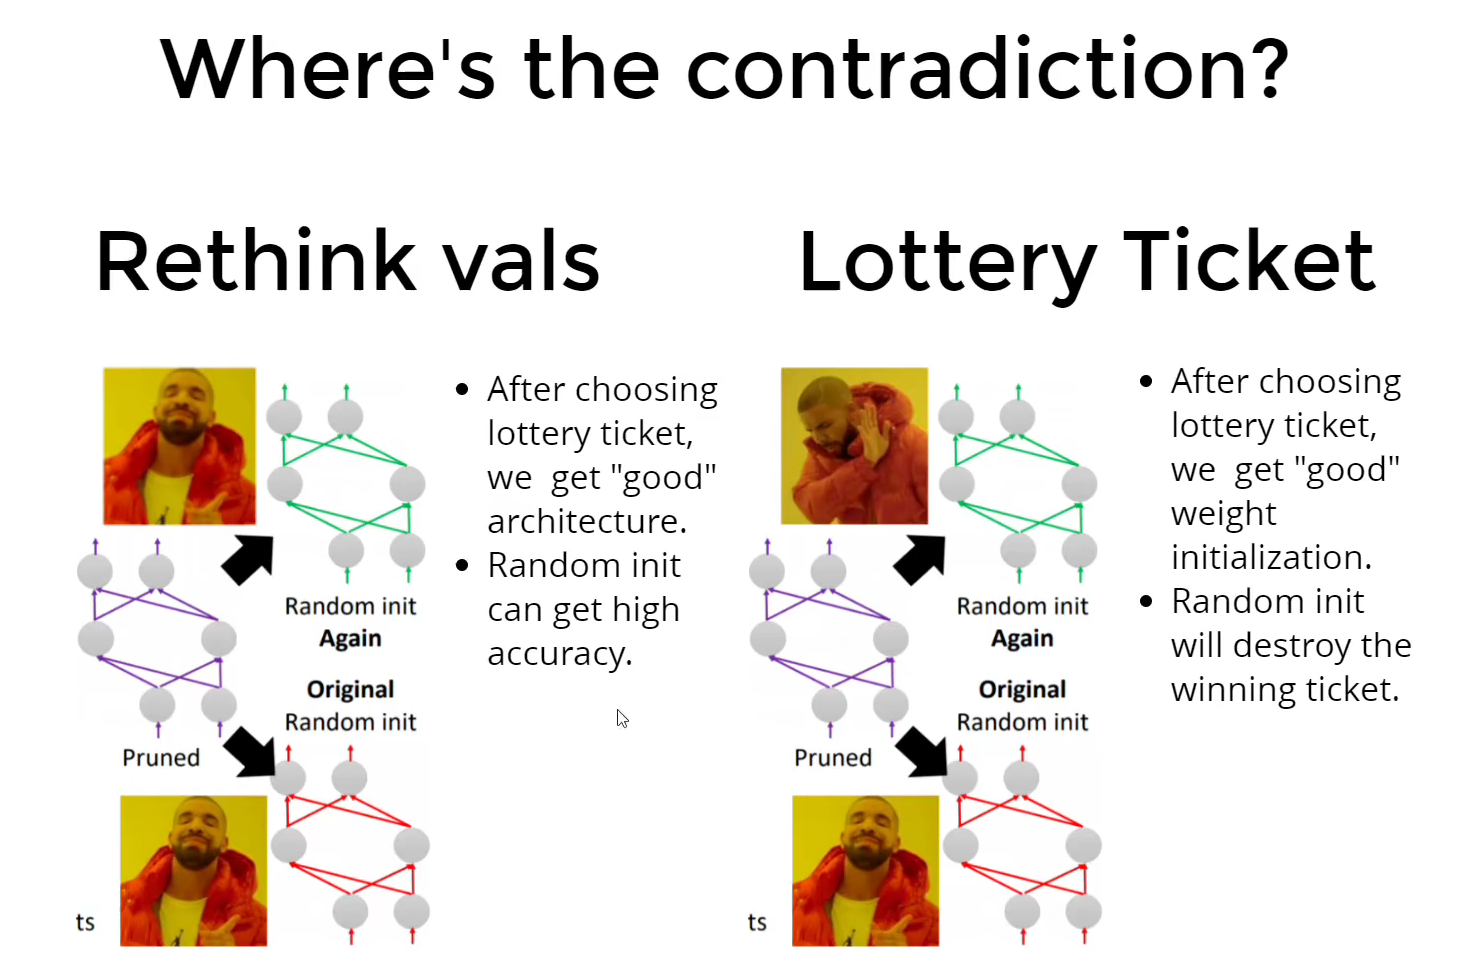 Where's the contradiction?
Rethink vals
After choosing
lottery ticket,
we get "good"
architecture.
Random init
can get high
accuracy.
Random init
Again
Original
Random init
Pruned
ts
Lottery Ticket
After choosing
lottery ticket,
we get "good"
weight
initialization.
Random init
will destroy the
winning ticket.
Random init
Again
Original
Random init
Pruned
ts